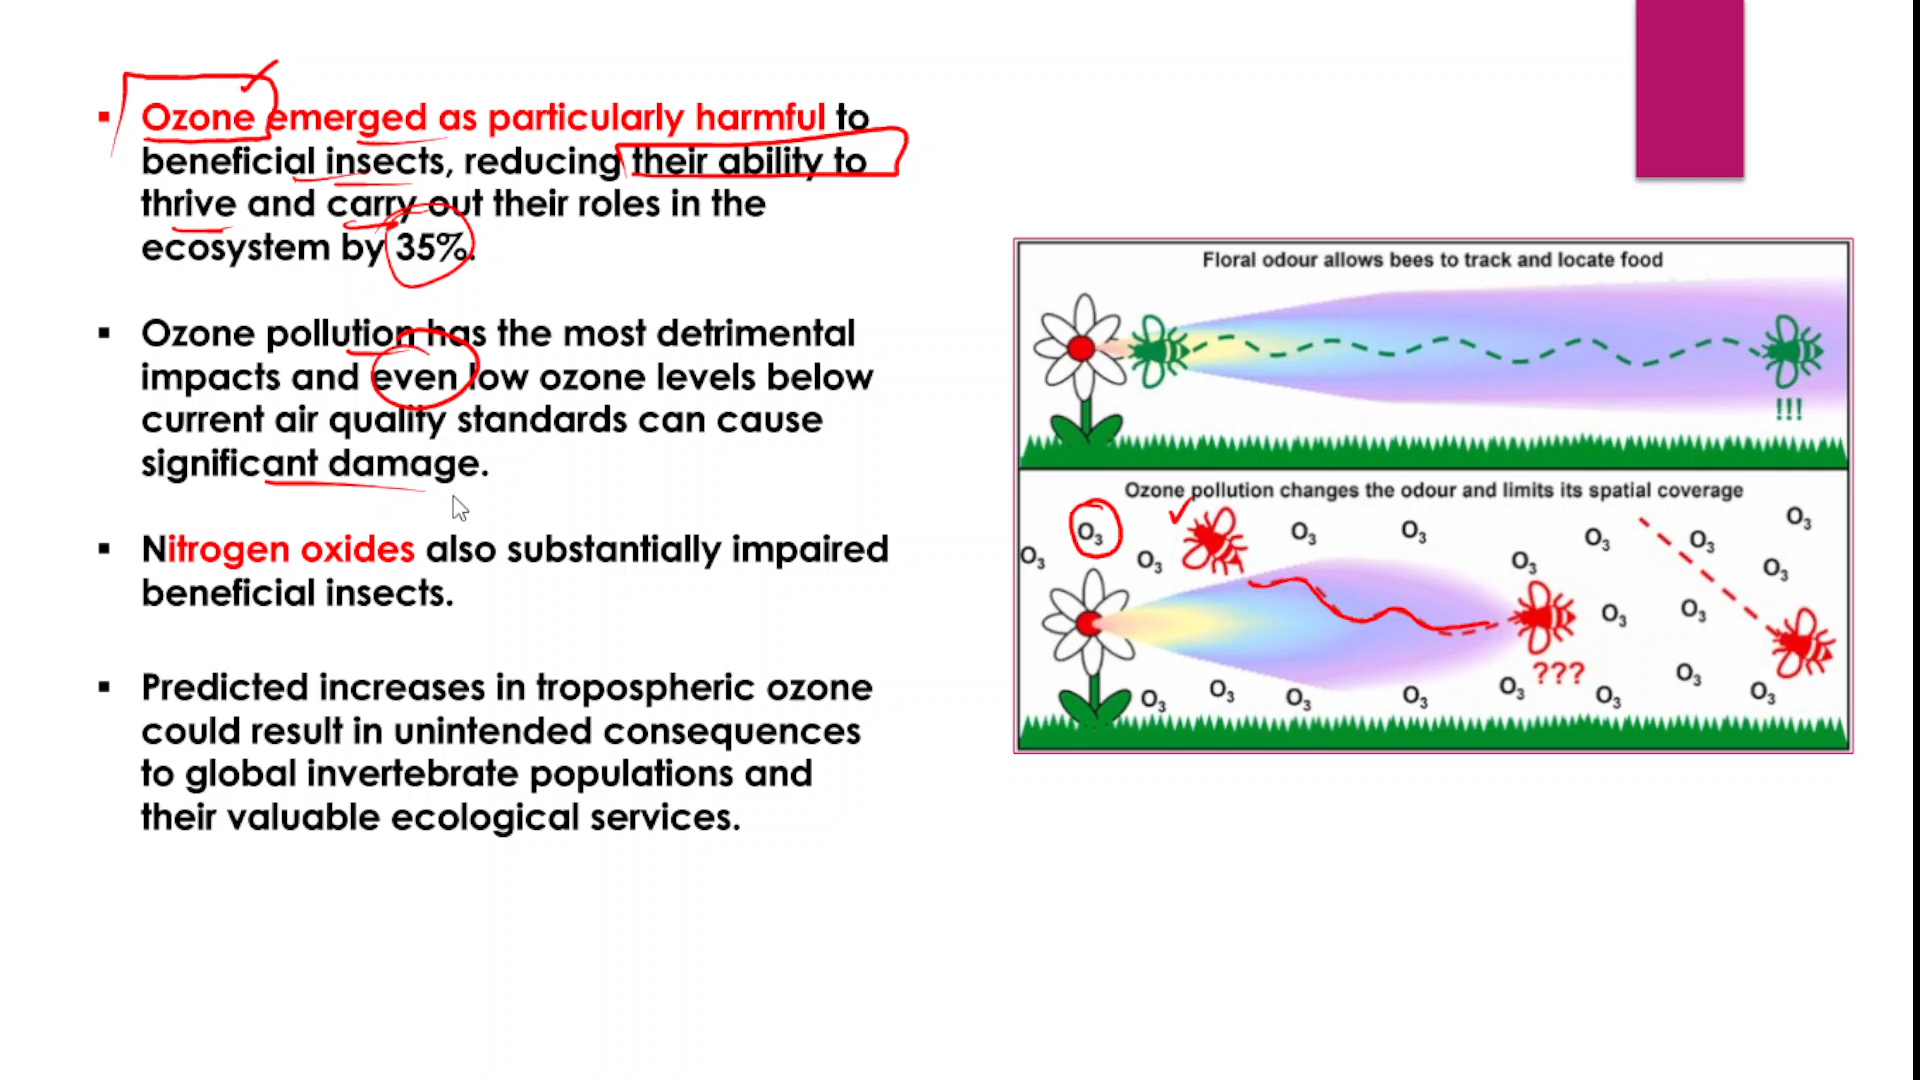 ▪ Ozone emerged as particularly harmful to
beneficial insects, reducing their ability to
thrive and carry out their roles in the
ecosystem by 35%.
▪ Ozone pollution has the most detrimental
impacts and even low ozone levels below
current air quality standards can cause
significant damage.
▪ Nitrogen oxides also substantially impaired
beneficial insects.
▪ Predicted increases in tropospheric ozone
could result in unintended consequences
to global invertebrate populations and
their valuable ecological services.
Floral odour allows bees to track and locate food
!!!
Ozone pollution changes the odour and limits its spatial coverage
O3
O3
O3
O3
O3
O3
O3
O3
O3
O3
O3
O3
???
O3
O3
O3
O3
O3
O3
O3
O3